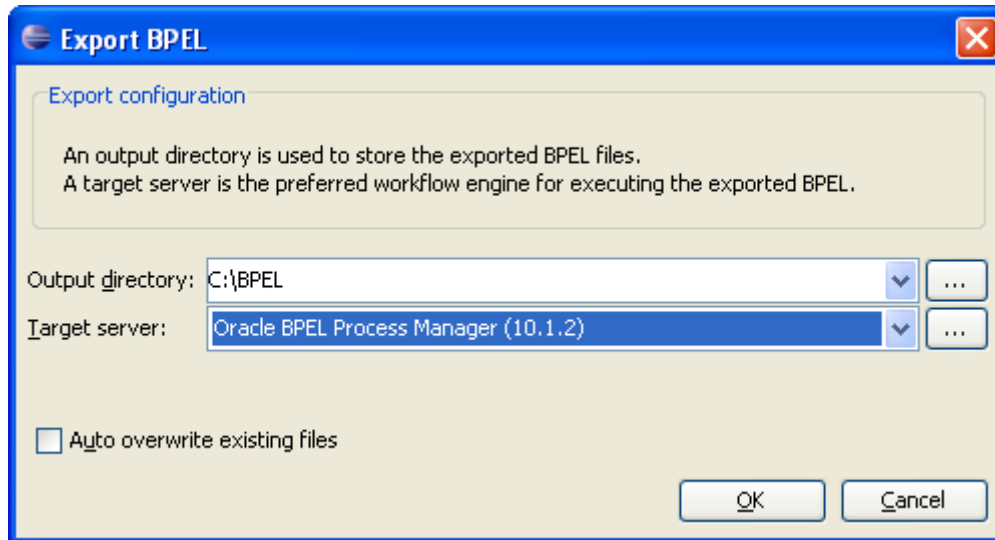 Export BPEL
Export configuration
An output directory is used to store the exported BPEL files.
A target server is the preferred workflow engine for executing the exported BPEL.
Output directory: C:\BPEL ...
Target server: Oracle BPEL Process Manager (10.1.2) ...
Auto overwrite existing files
OK Cancel